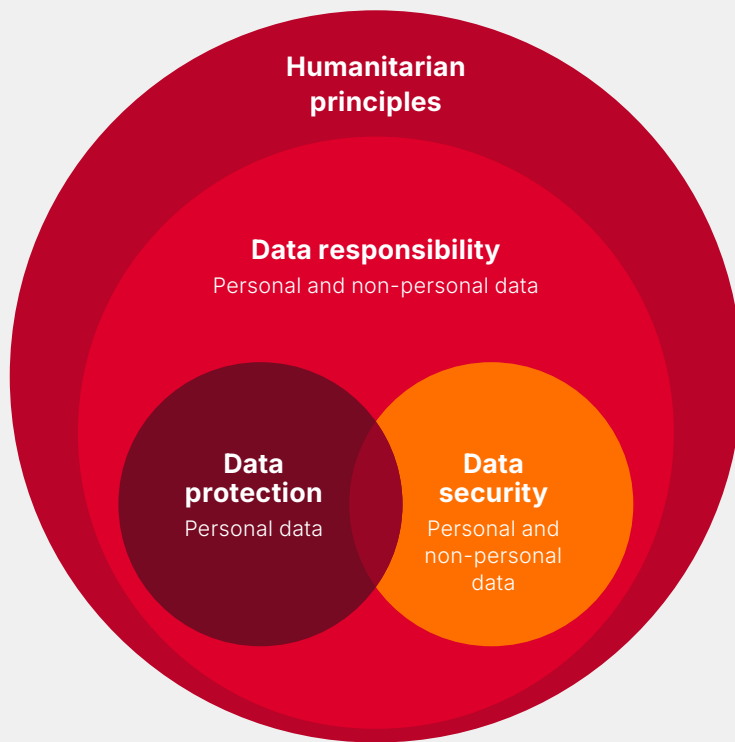 Humanitarian
principles
Data responsibility
Personal and non-personal data
Data
protection
Personal data
Data
security
Personal and
non-personal
data